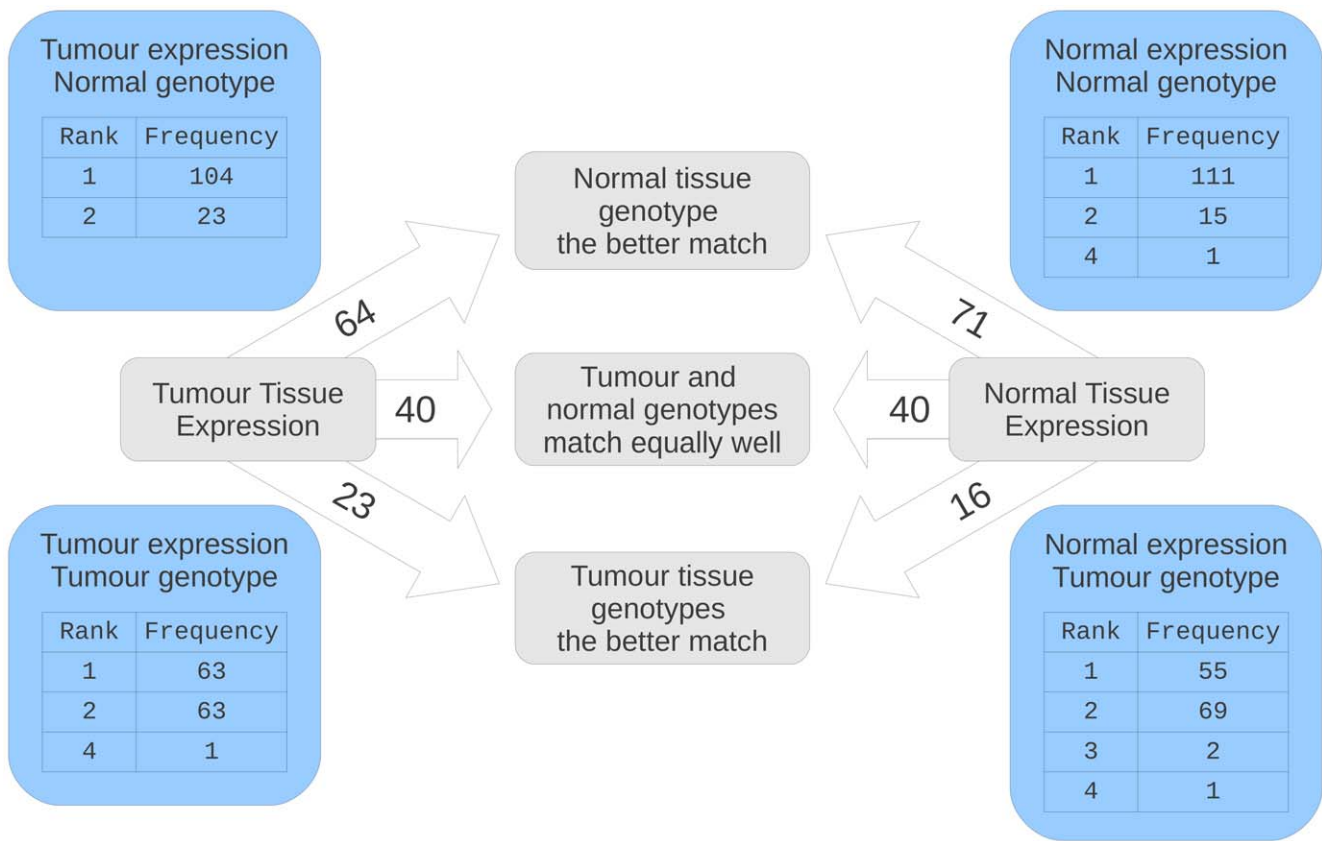 Tumour expression
Normal genotype
Rank Frequency
1 104
2 23
Normal expression
Normal genotype
Rank Frequency
1 111
2 15
4 1
Normal tissue
genotype
the better match
64
71
Tumour Tissue
Expression
40
Tumour and
normal genotypes
match equally well
40
Normal Tissue
Expression
23
16
Tumour expression
Tumour genotype
Rank Frequency
1 63
2 63
4 1
Tumour tissue
genotypes
the better match
Normal expression
Tumour genotype
Rank Frequency
1 55
2 69
3 2
4 1